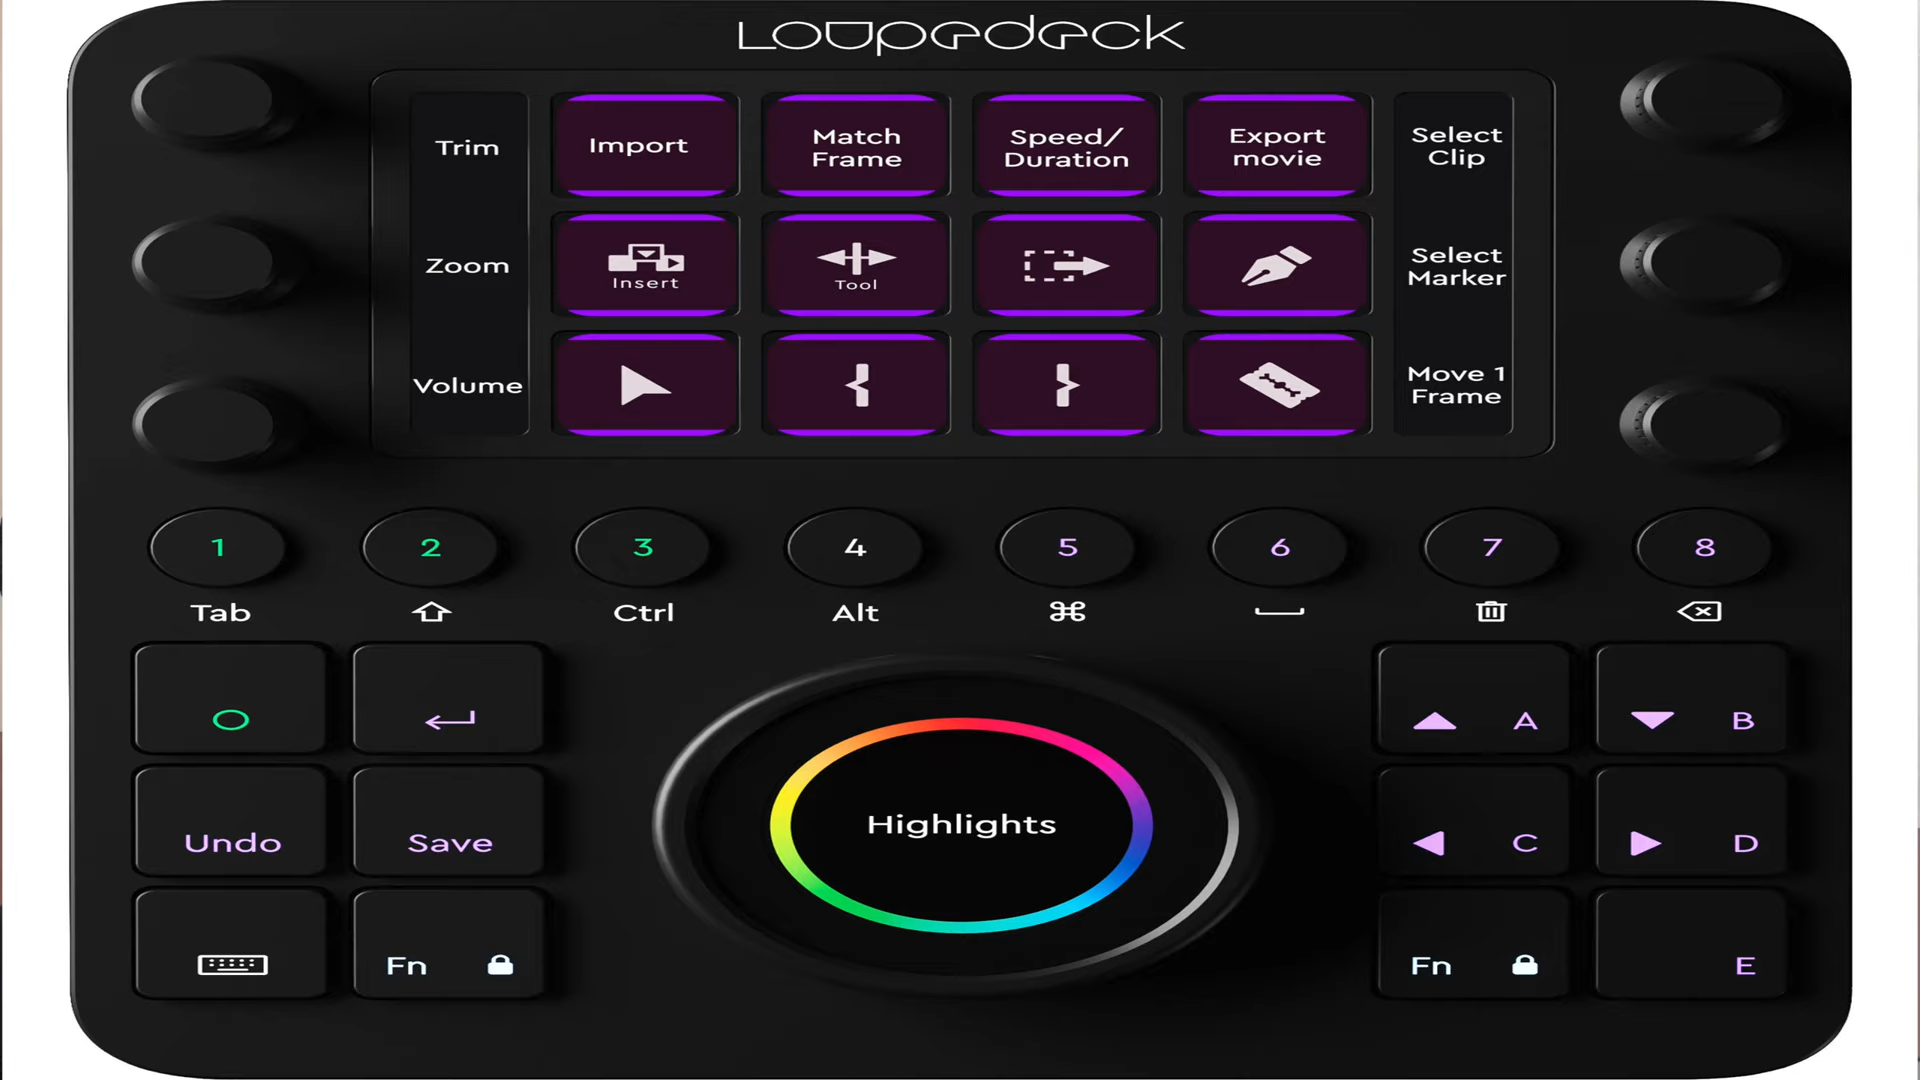 Loupedeck
Trim
Import
Match
Frame
Speed/
Duration
Export
movie
Select
Clip
Zoom
Insert
Tool
Select
Marker
Volume
Move 1
Frame
1 2 3 4 5 6 7 8
Tab Ctrl Alt ⌘
A B
Undo Save
Highlights
C D
Fn
Fn E